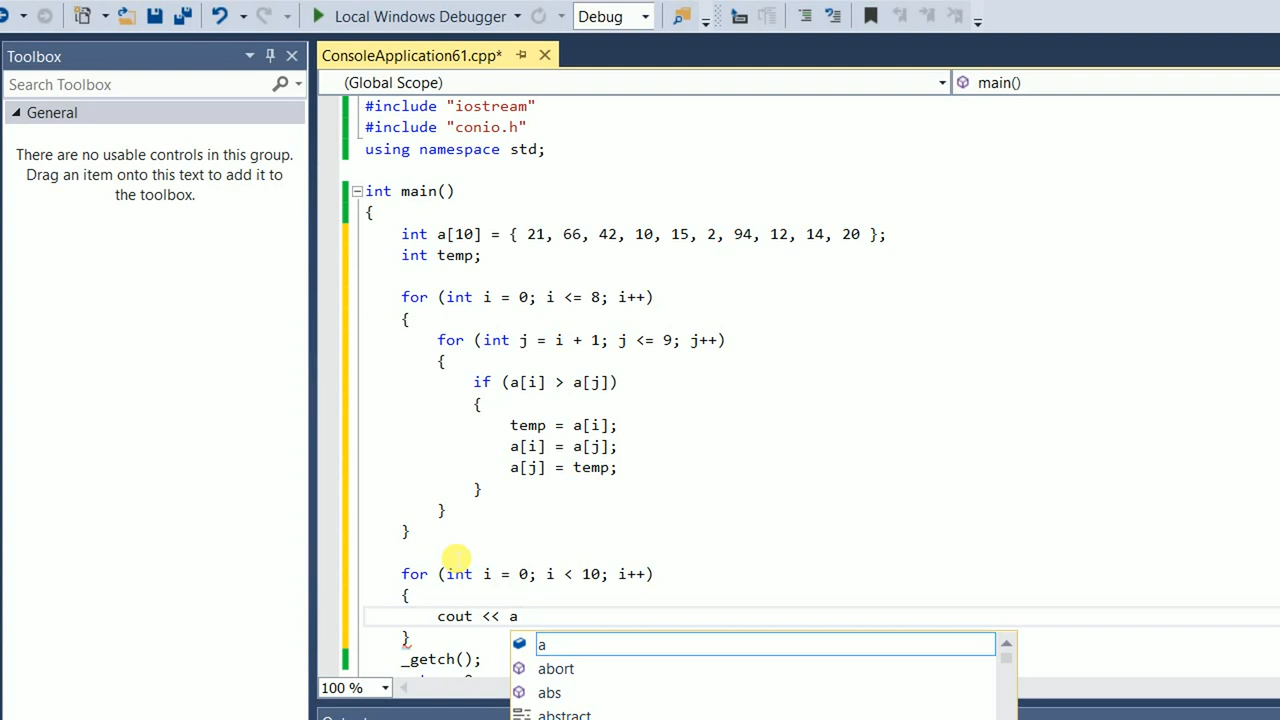 Local Windows Debugger
Debug
Toolbox
ConsoleApplication61.cpp*
Search Toolbox
(Global Scope)
main()
General
There are no usable controls in this group.
Drag an item onto this text to add it to
the toolbox.
#include "iostream"
#include "conio.h"
using namespace std;
int main()
{
int a[10] = { 21, 66, 42, 10, 15, 2, 94, 12, 14, 20 };
int temp;
for (int i = 0; i <= 8; i++)
{
for (int j = i + 1; j <= 9; j++)
{
if (a[i] > a[j])
{
temp = a[i];
a[i] = a[j];
a[j] = temp;
}
}
}
for (int i = 0; i < 10; i++)
{
cout << a
}
_getch();
a
abort
abs
abstract
100 %